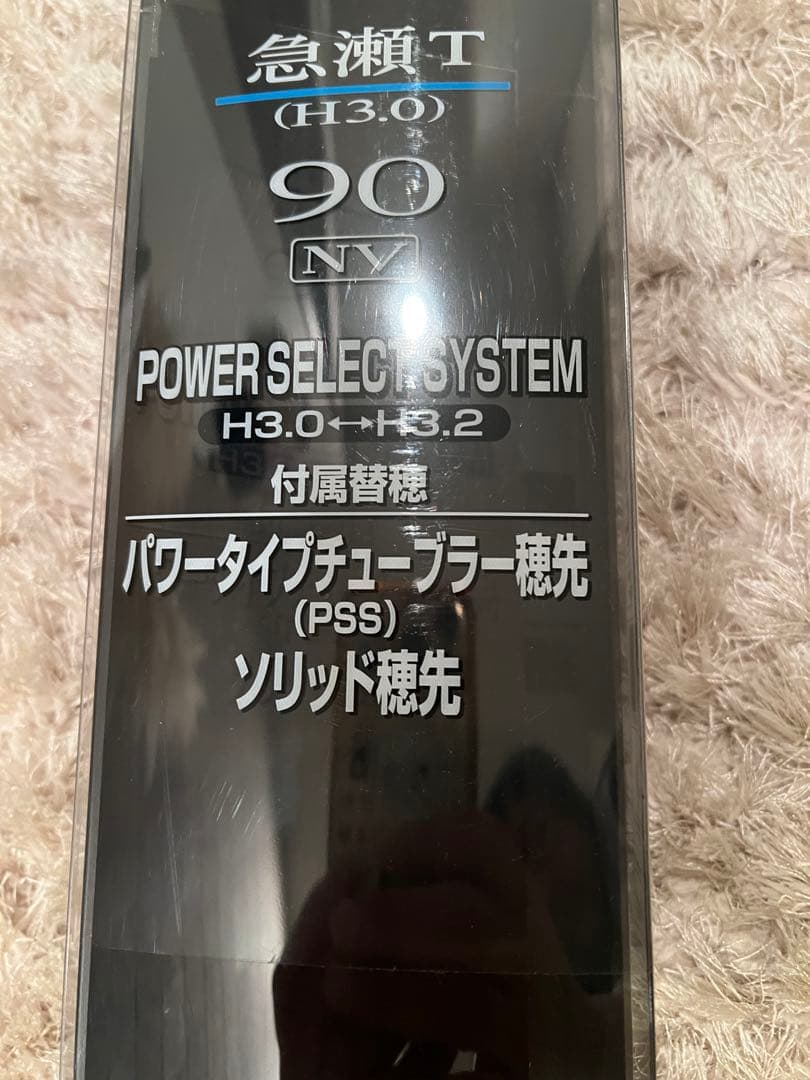 急瀬T
(H3.0)
90
NV
POWER SELECT SYSTEM
H3.0↔H3.2
付属替穂
パワータイプチューブラー穂先
(PSS)
ソリッド穂先